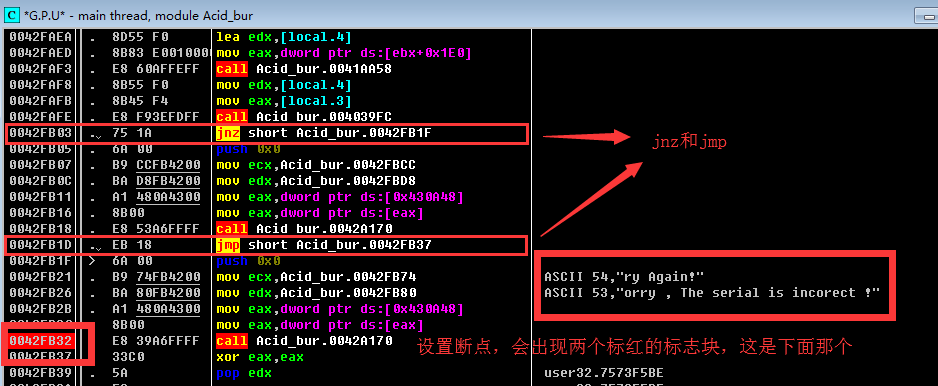 *G.P.U* - main thread, module Acid_bur
0042FAEA . 8D55 F0 lea edx,[local.4]
0042FAED . 8B83 E0010000 mov eax,dword ptr ds:[ebx+0x1E0]
0042FAF3 . E8 60AFFEFF call Acid_bur.0041AA58
0042FAF8 . 8B55 F0 mov edx,[local.4]
0042FAFB . 8B45 F4 mov eax,[local.3]
0042FAFE . E8 F93EFDFF call Acid_bur.004039FC
0042FB03 . 75 1A jnz short Acid_bur.0042FB1F
jnz和jmp
0042FB05 . 6A 00 push 0x0
0042FB07 . B9 CCFB4200 mov ecx,Acid_bur.0042FBCC
0042FB0C . BA D8FB4200 mov edx,Acid_bur.0042FBD8
0042FB11 . A1 480A4300 mov eax,dword ptr ds:[0x430A48]
0042FB16 . 8B00 mov eax,dword ptr ds:[eax]
0042FB18 . E8 53A6FFFF call Acid_bur.0042A170
0042FB1D . EB 18 jmp short Acid_bur.0042FB37
0042FB1F > 6A 00 push 0x0
0042FB21 . B9 74FB4200 mov ecx,Acid_bur.0042FB74 ASCII 54,"ry Again!"
0042FB26 . BA 80FB4200 mov edx,Acid_bur.0042FB80 ASCII 53,"orry , The serial is incorect !"
0042FB2B . A1 480A4300 mov eax,dword ptr ds:[0x430A48]
. 8B00 mov eax,dword ptr ds:[eax]
0042FB32 . E8 39A6FFFF call Acid_bur.0042A170
设置断点，会出现两个标红的标志块，这是下面那个
0042FB37 . 33C0 xor eax,eax
0042FB39 . 5A pop edx user32.7573F5BE